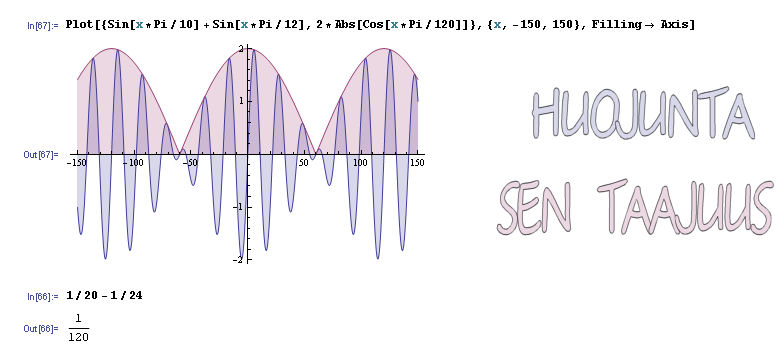 In[67]:= Plot[{Sin[x*Pi/10]+Sin[x*Pi/12], 2*Abs[Cos[x*Pi/120]]}, {x, -150, 150}, Filling→ Axis]
2
1
Out[67]=
-150 -100 -50 50 100 150
-1
-2
HUOJUNTA
SEN TAAJUUS
In[66]:= 1/20-1/24
Out[66]= 1
120